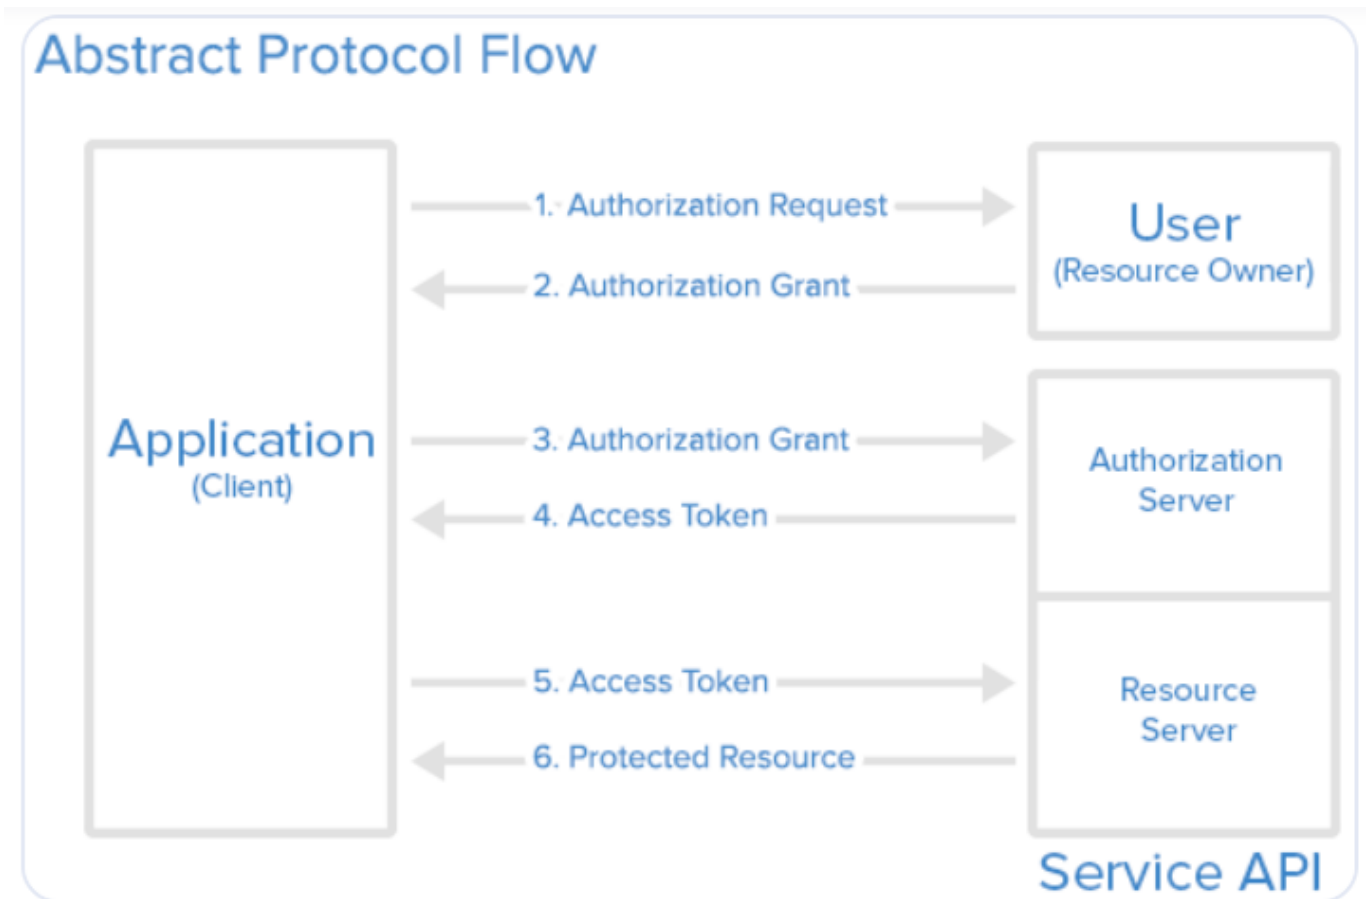 Abstract Protocol Flow
1. Authorization Request
User
(Resource Owner)
2. Authorization Grant
Application
(Client)
3. Authorization Grant
Authorization
Server
4. Access Token
5. Access Token
Resource
Server
6. Protected Resource
Service API